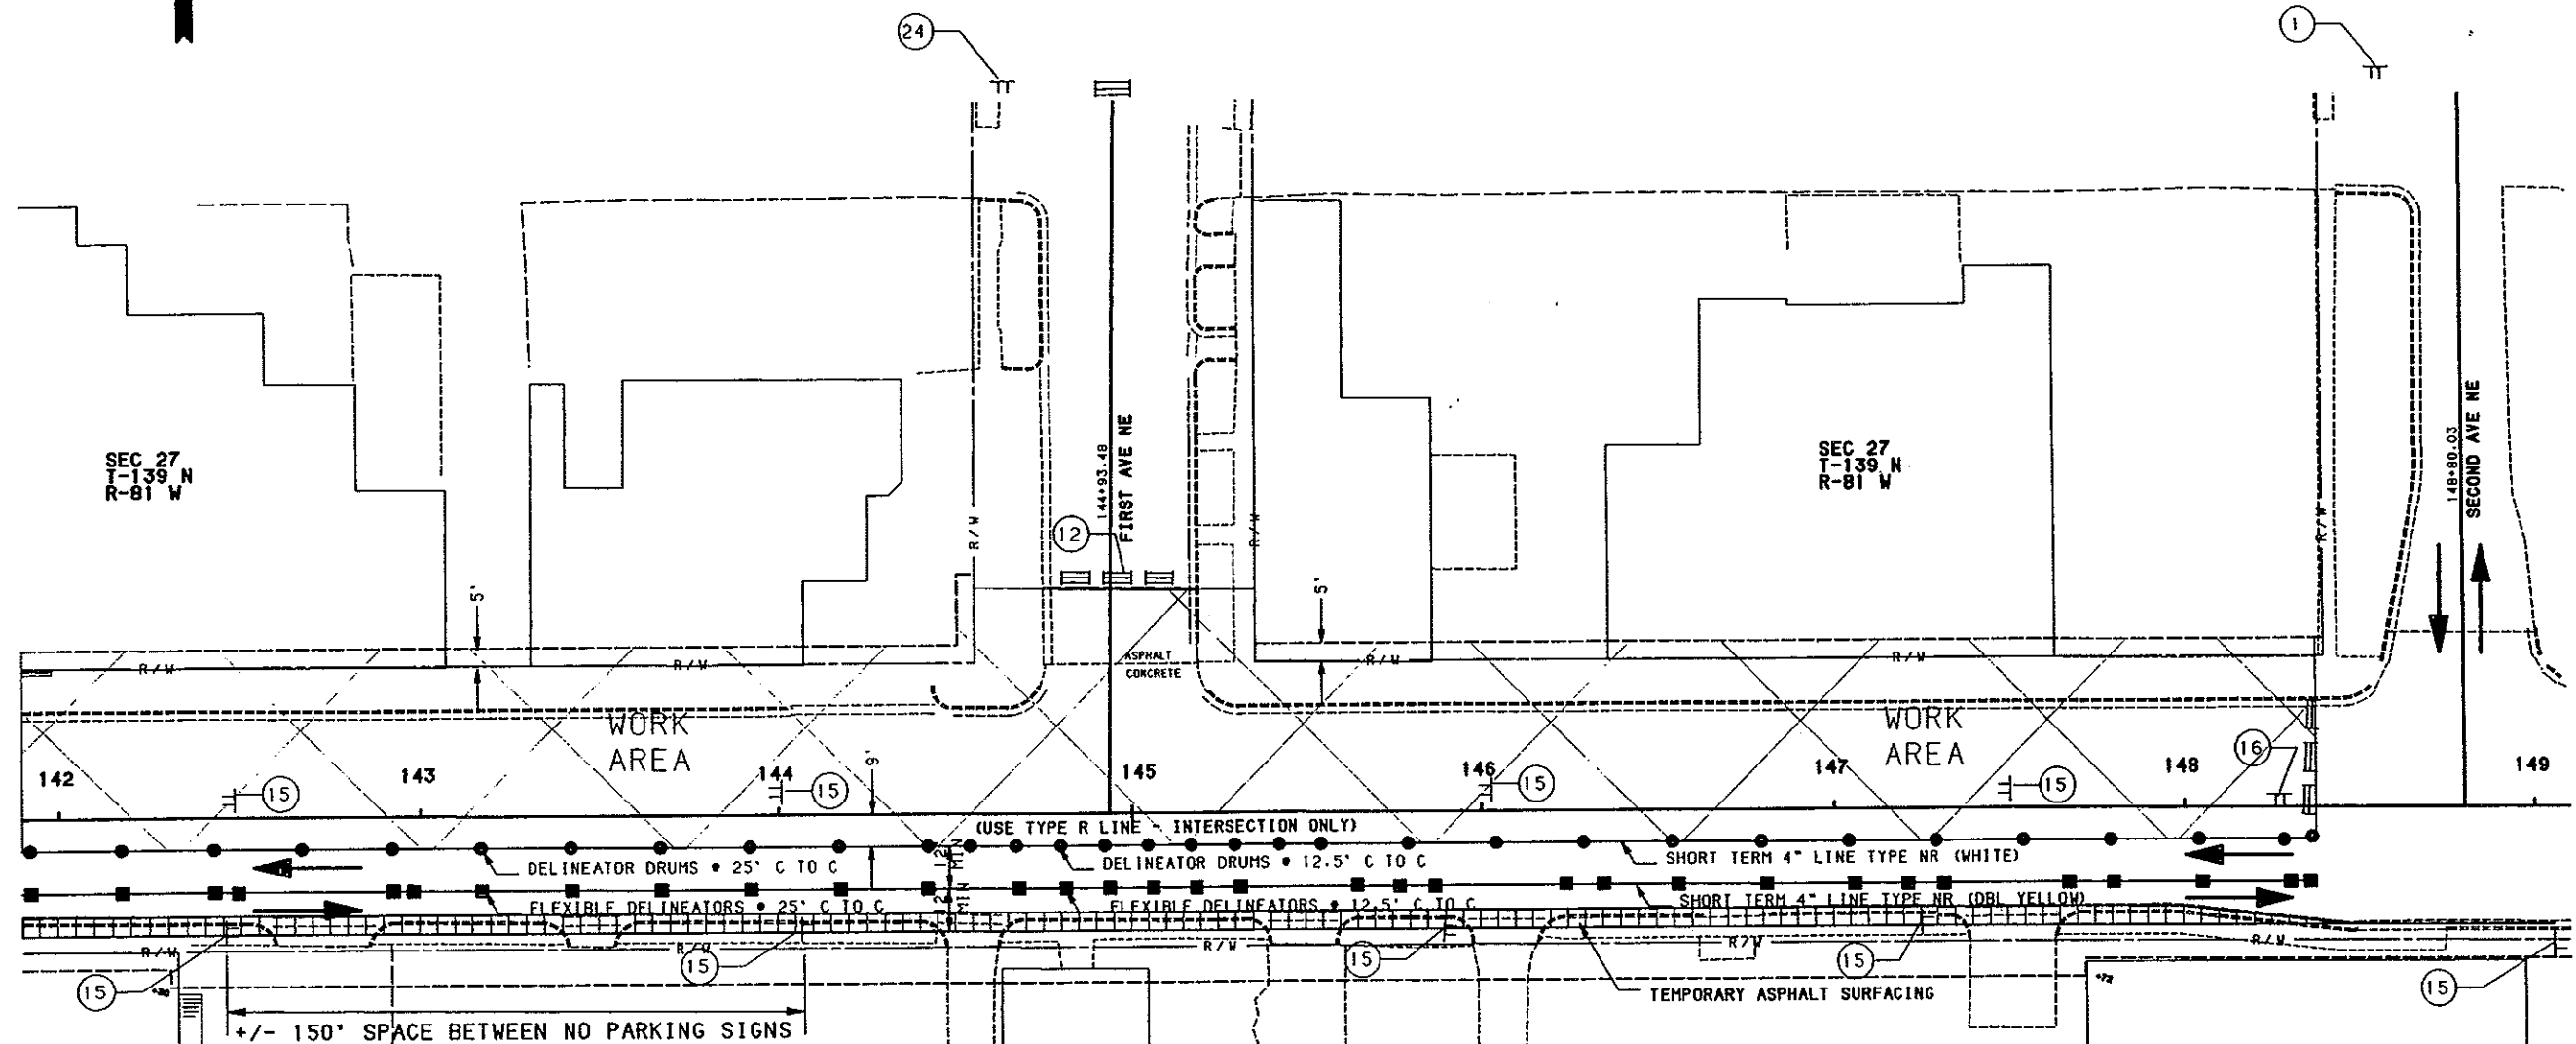 24
1
SEC 27
T-139 N
R-81 W
144+93.48
FIRST AVE NE
12
SEC 27
T-139 N
R-81 W
148+80.03
SECOND AVE NE
R/W
R/W
R/W
5'
5'
R/W
R/W
ASPHALT
CONCRETE
R/W
R/W
WORK
AREA
WORK
AREA
16
142
143
144
145
146
147
148
149
15
15
15
15
9'
(USE TYPE R LINE - INTERSECTION ONLY)
DELINEATOR DRUMS @ 25' C TO C
12'
MIN
DELINEATOR DRUMS @ 12.5' C TO C
SHORT TERM 4" LINE TYPE NR (WHITE)
FLEXIBLE DELINEATORS @ 25' C TO C
12'
MIN
FLEXIBLE DELINEATORS @ 12.5' C TO C
SHORT TERM 4" LINE TYPE NR (DBL YELLOW)
R/W
R/W
R/W
R/W
R/W
15
15
15
15
15
TEMPORARY ASPHALT SURFACING
+/- 150' SPACE BETWEEN NO PARKING SIGNS